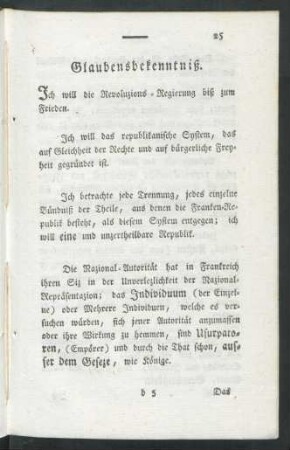 25
Glaubensbekenntniß.
Ich will die Revoluzions-Regierung biß zum
Frieden.
Ich will das republikanische System, das
auf Gleichheit der Rechte und auf bürgerliche Frey-
heit gegründet ist.
Ich betrachte jede Trennung, jedes einzelne
Bündniß der Theile, aus denen die Franken-Re-
publik besteht, als diesem System entgegen; ich
will eine und unzertheilbare Republik.
Die Nazional-Autorität hat in Frankreich
ihren Siz in der Unverlezlichkeit der Nazional-
Repräsentazion; das Individuum (der Einzel-
ne) oder Mehrere Individuen, welche es ver-
suchen würden, sich jener Autorität anzumassen
oder ihre Wirkung zu hemmen, sind Usurpato-
ren, (Empörer) und durch die That schon, aus-
ser dem Geseze, wie Könige.
b 5 Das